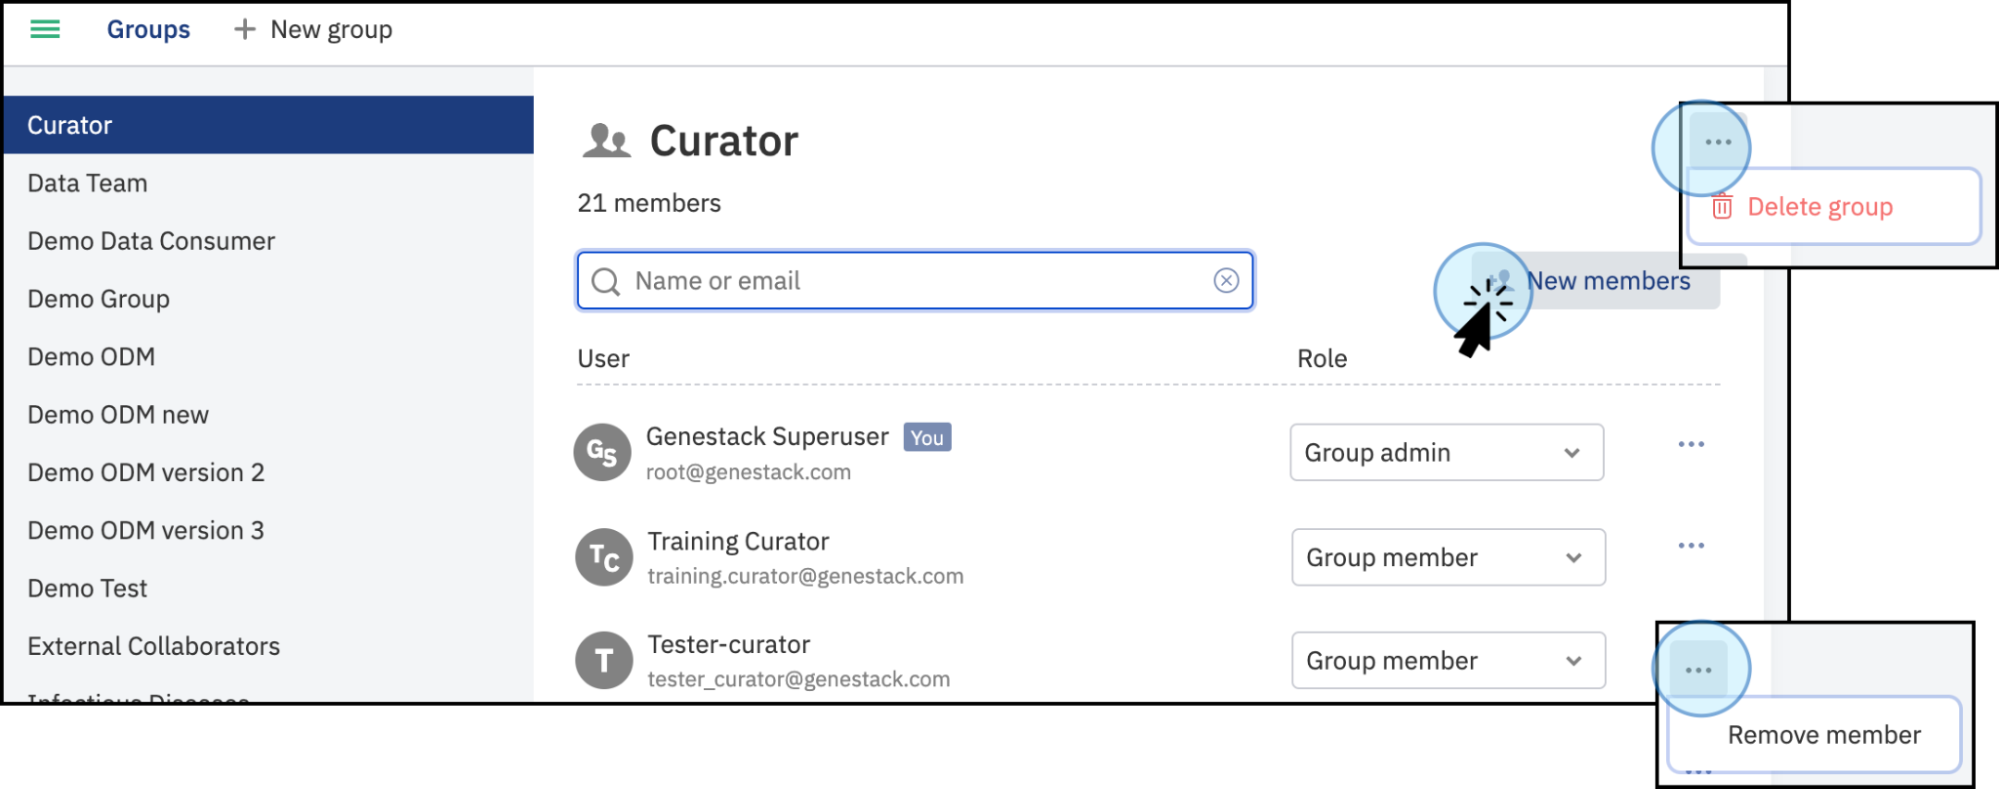 Groups
New group
Curator
Data Team
Demo Data Consumer
Demo Group
Demo ODM
Demo ODM new
Demo ODM version 2
Demo ODM version 3
Demo Test
External Collaborators
Infectious Diseases
Curator
21 members
Name or email
New members
Delete group
User Role
GS
Genestack Superuser You
root@genestack.com
Group admin
TC
Training Curator
training.curator@genestack.com
Group member
T
Tester-curator
tester_curator@genestack.com
Group member
Remove member